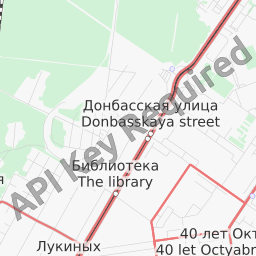 Донбасская улица
Donbasskaya street
API Key Required
Библиотека
The library
я
40 лет Окт
40 let Octyabr
Лукиных